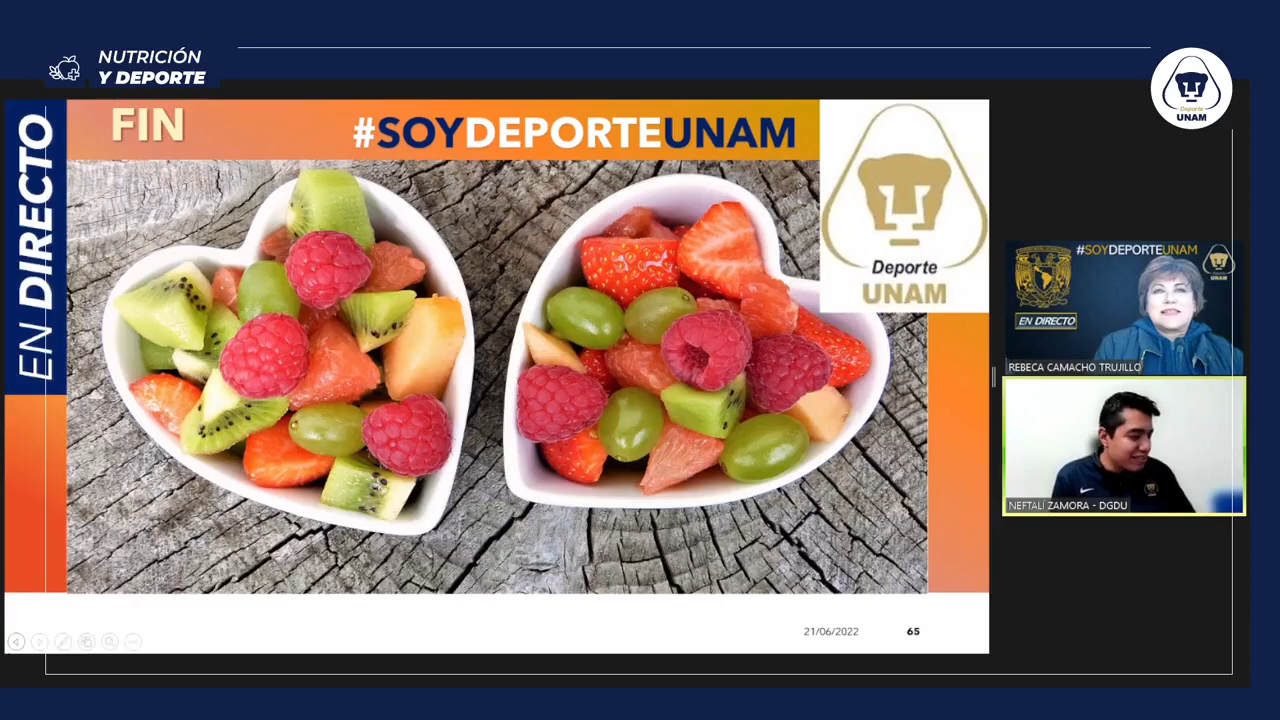 NUTRICIÓN
Y DEPORTE
Deporte
UNAM
EN DIRECTO
FIN
#SOYDEPORTEUNAM
Deporte
UNAM
#SOYDEPORTEUNAM
UNAM
EN DIRECTO
REBECA CAMACHO TRUJILLO
NEFTALÍ ZAMORA - DGDU
21/06/2022
65